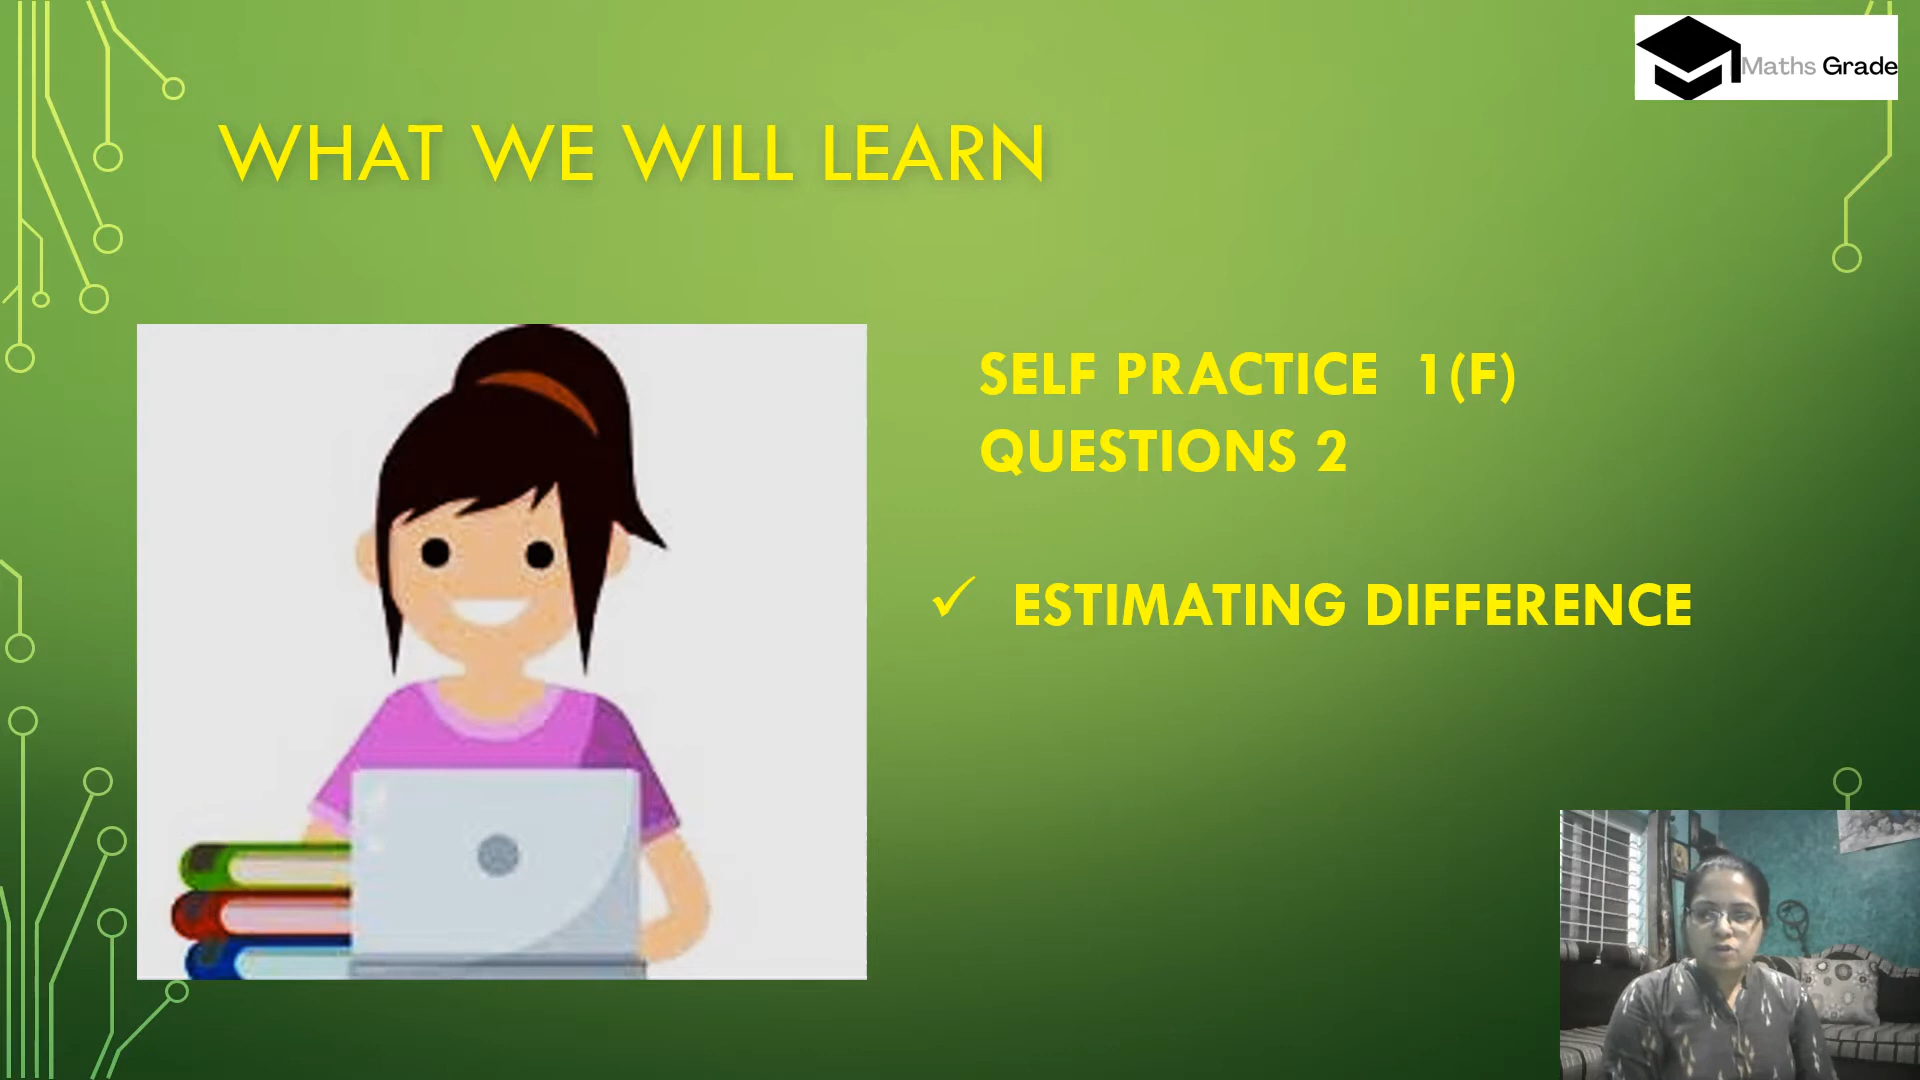 Maths Grade
WHAT WE WILL LEARN
SELF PRACTICE 1(F)
QUESTIONS 2
✓ ESTIMATING DIFFERENCE